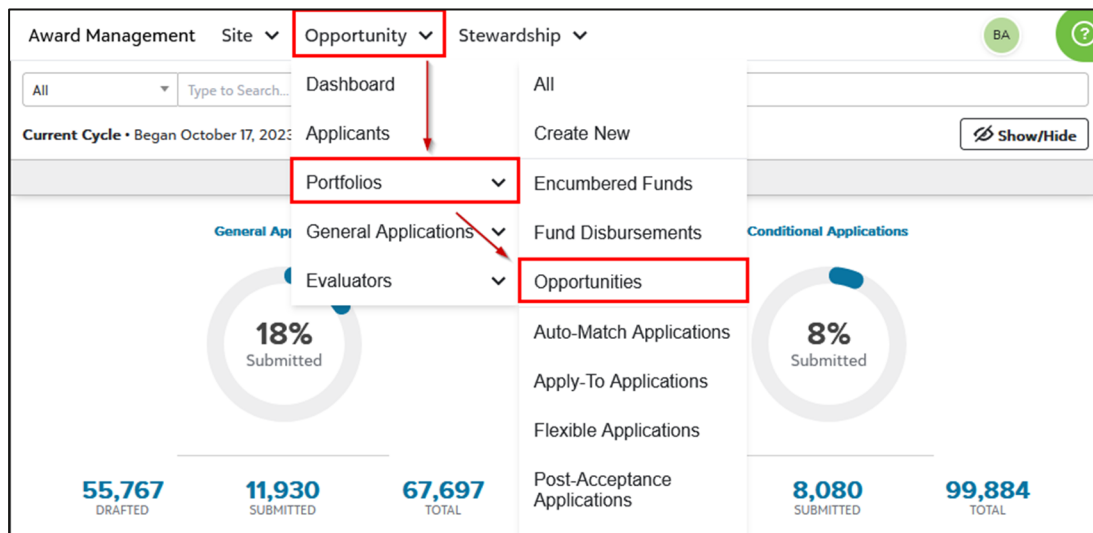 Award Management Site Opportunity Stewardship BA ?
All Type to Search...
Current Cycle • Began October 17, 2023
Show/Hide
Dashboard
Applicants
Portfolios
General Applications
Evaluators
All
Create New
Encumbered Funds
Fund Disbursements
Opportunities
Auto-Match Applications
Apply-To Applications
Flexible Applications
Post-Acceptance
Applications
General App
18%
Submitted
55,767 11,930 67,697
DRAFTED SUBMITTED TOTAL
Conditional Applications
8%
Submitted
8,080 99,884
SUBMITTED TOTAL